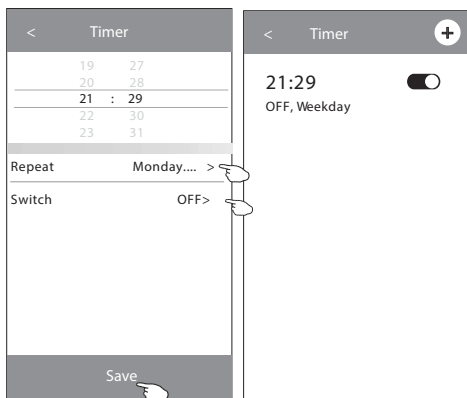 < Timer
19 27
20 28
21 : 29
22 30
23 31
Repeat Monday.... >
Switch OFF>
Save
< Timer +
21:29
OFF, Weekday